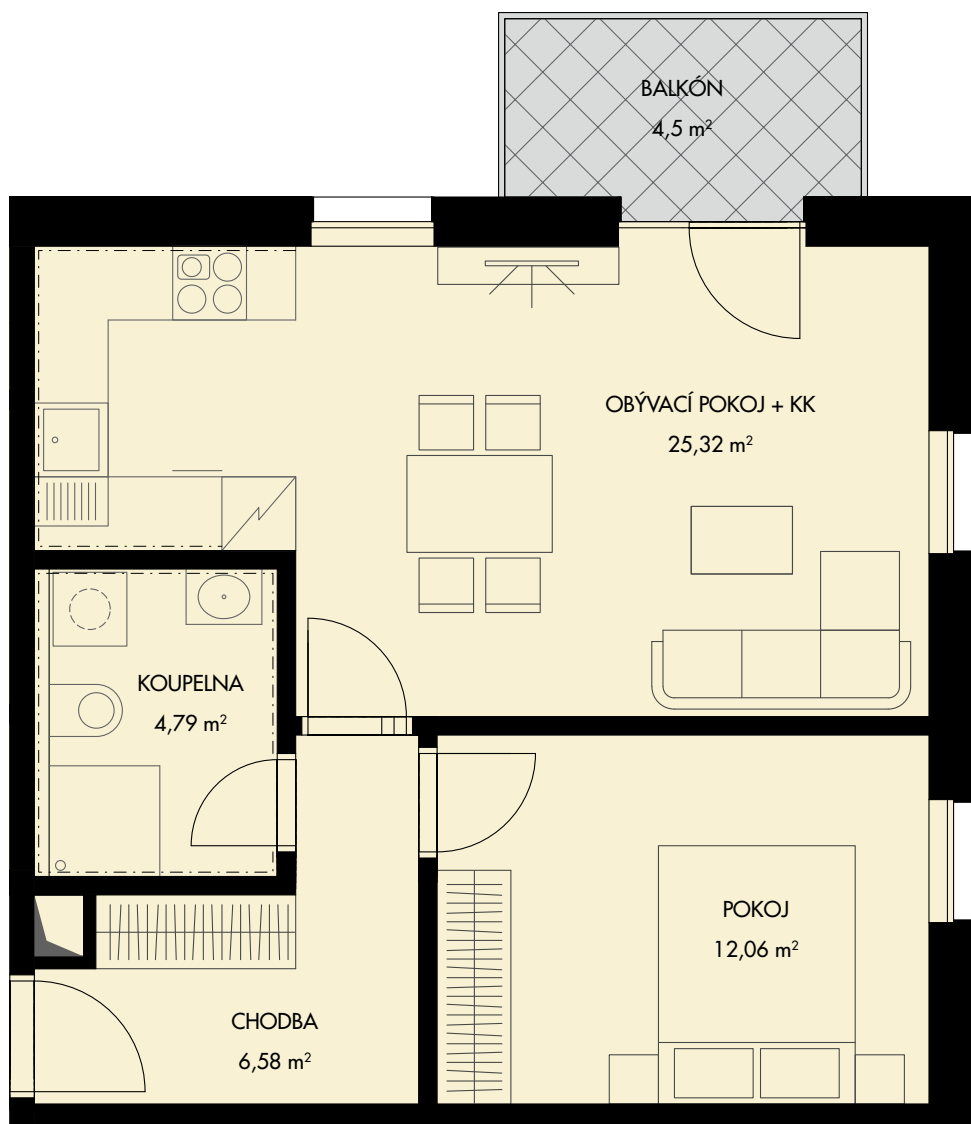 BALKÓN
4,5 m²
OBÝVACÍ POKOJ + KK
25,32 m²
KOUPELNA
4,79 m²
POKOJ
12,06 m²
CHODBA
6,58 m²